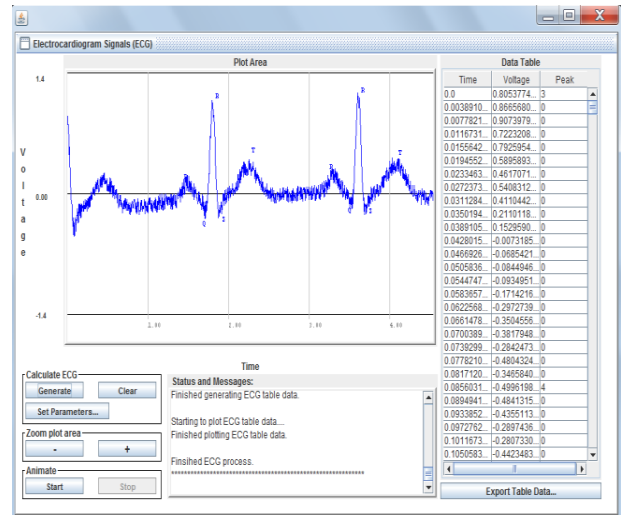 Electrocardiogram Signals (ECG)
Plot Area
1.4
0.00
-1.4
Voltage
R
R
T
T
Q
S
Q
S
3.00
4.00
Time
Data Table
Time Voltage Peak
0.0 0.8053774... 3
0.0038910... 0.8665680... 0
0.0077821... 0.9073979... 0
0.0116731... 0.7223208... 0
0.0155642... 0.7925954... 0
0.0194552... 0.5895893... 0
0.0233463... 0.4617071... 0
0.0272373... 0.5408312... 0
0.0311284... 0.4110442... 0
0.0350194... 0.2110118... 0
0.0389105... 0.1529590... 0
0.0428015... -0.0073185... 0
0.0466926... -0.0685421... 0
0.0505836... -0.0844946... 0
0.0544747... -0.0934951... 0
0.0583657... -0.1714216... 0
0.0622568... -0.2972739... 0
0.0661478... -0.3504556... 0
0.0700389... -0.3817948... 0
0.0739299... -0.2842473... 0
0.0778210... -0.4804324... 0
0.0817120... -0.3465840... 0
0.0856031... -0.4996198... 4
0.0894941... -0.4841315... 0
0.0933852... -0.4355113... 0
0.0972762... -0.2897436... 0
0.1011673... -0.2807330... 0
0.1050583... -0.4423483... 0
Export Table Data...
Calculate ECG
Generate Clear
Set Parameters...
Zoom plot area
- +
Animate
Start Stop
Status and Messages:
Finished generating ECG table data.
Starting to plot ECG table data....
Finished plotting ECG table data.
Finsihed ECG process.